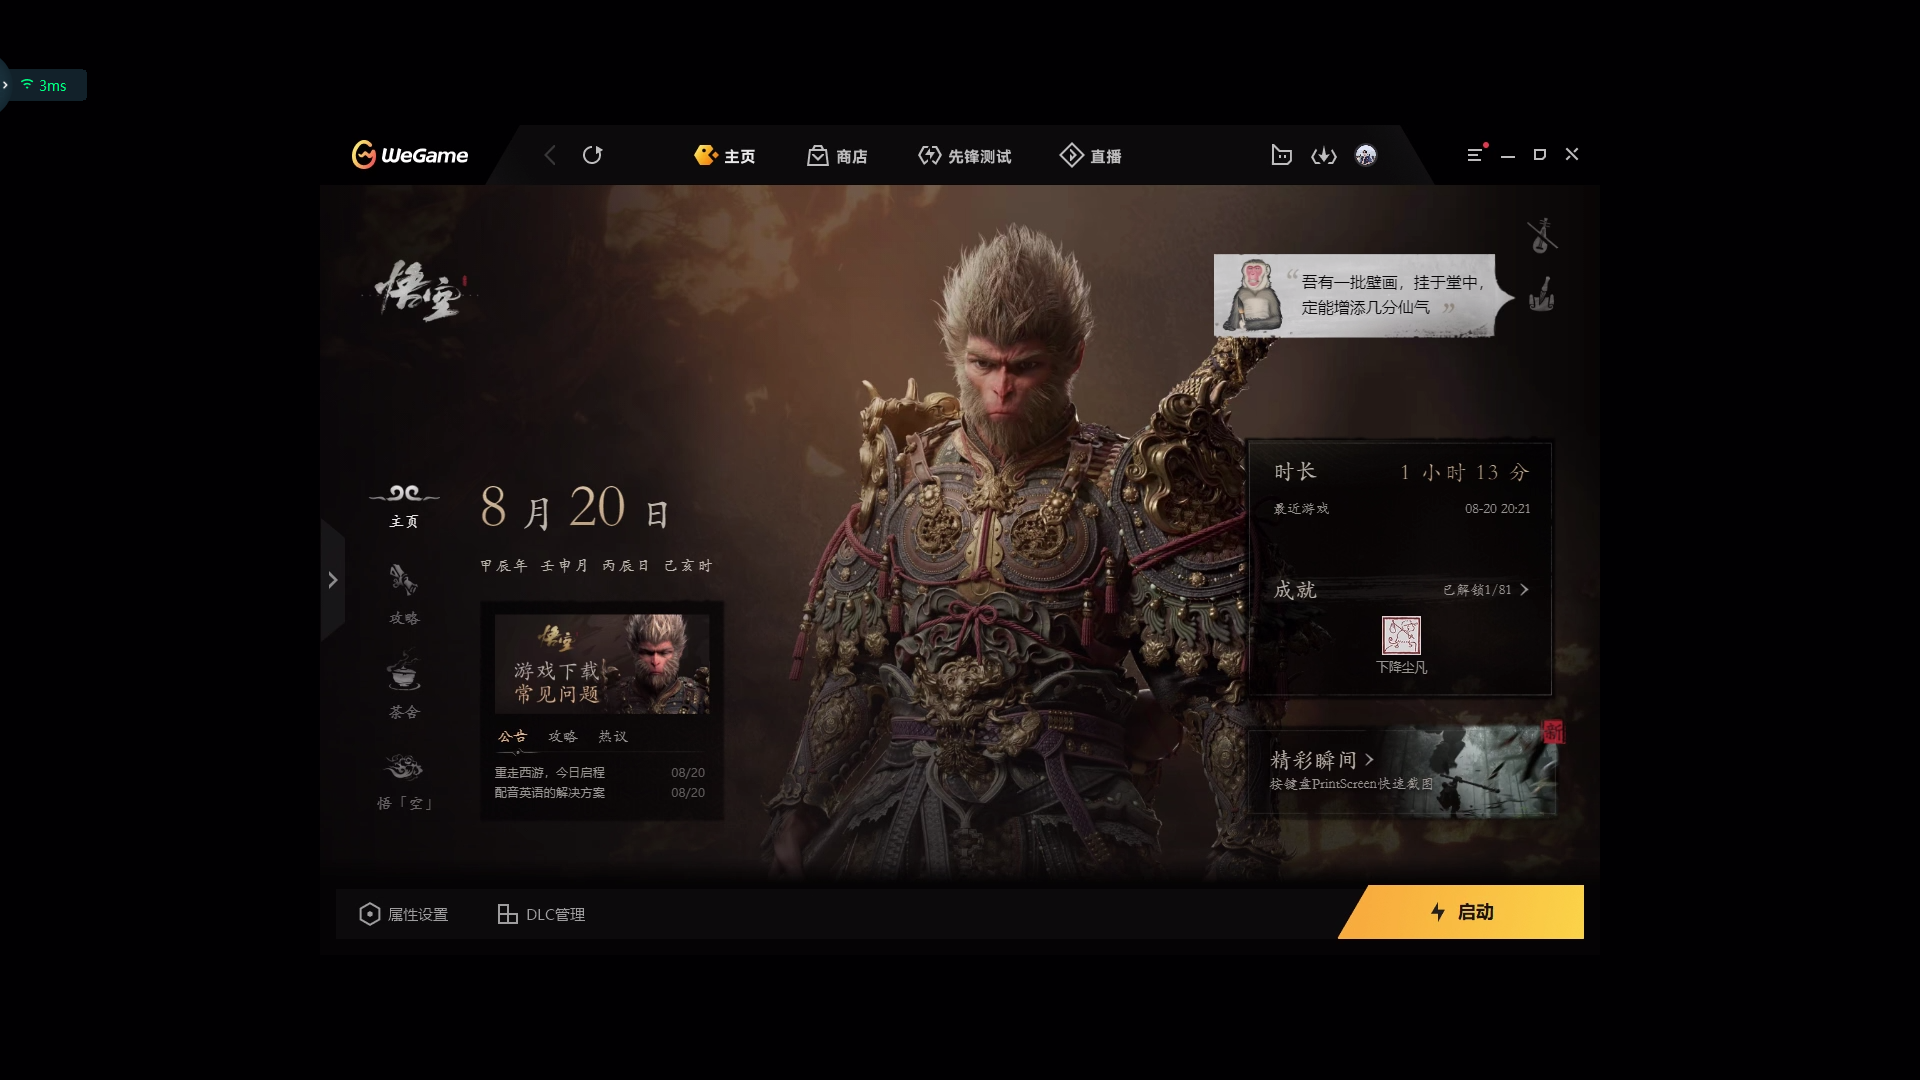 3ms
WeGame
主页
商店
先锋测试
直播
悟空
吾有一批壁画，挂于堂中，
定能增添几分仙气
主页
攻略
茶舍
悟「空」
8月20日
甲辰年 壬申月 丙辰日 己亥时
悟空
游戏下载
常见问题
公告 攻略 热议
重走西游，今日启程 08/20
配音英语的解决方案 08/20
时长 1 小时 13 分
最近游戏 08-20 20:21
成就 已解锁1/81
下降尘凡
新
精彩瞬间
按键盘PrintScreen快速截图
属性设置
DLC管理
启动